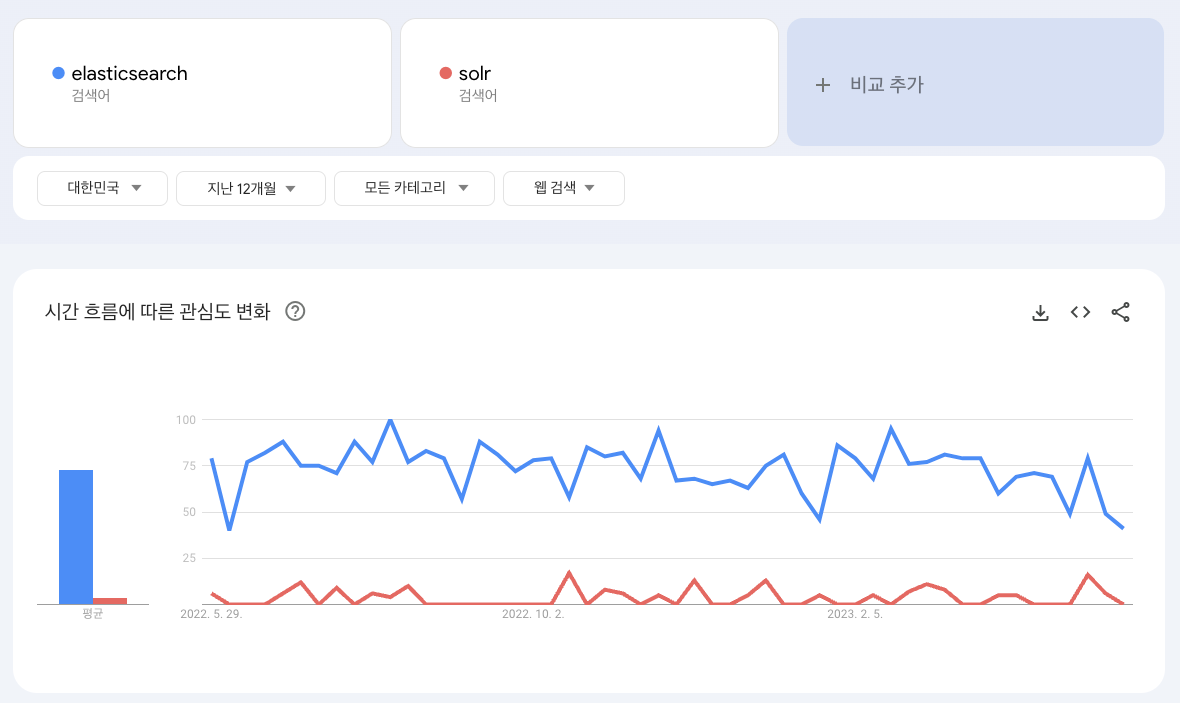 elasticsearch
검색어
solr
검색어
+ 비교 추가
대한민국
지난 12개월
모든 카테고리
웹 검색
시간 흐름에 따른 관심도 변화
100
75
50
25
평균
2022. 5. 29.
2022. 10. 2.
2023. 2. 5.